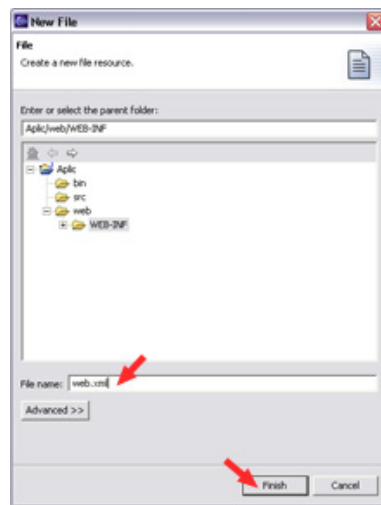 New File
File
Create a new file resource.
Enter or select the parent folder:
Aplic/web/WEB-INF
Aplic
bin
src
web
WEB-INF
File name: web.xml
Advanced >>
Finish Cancel